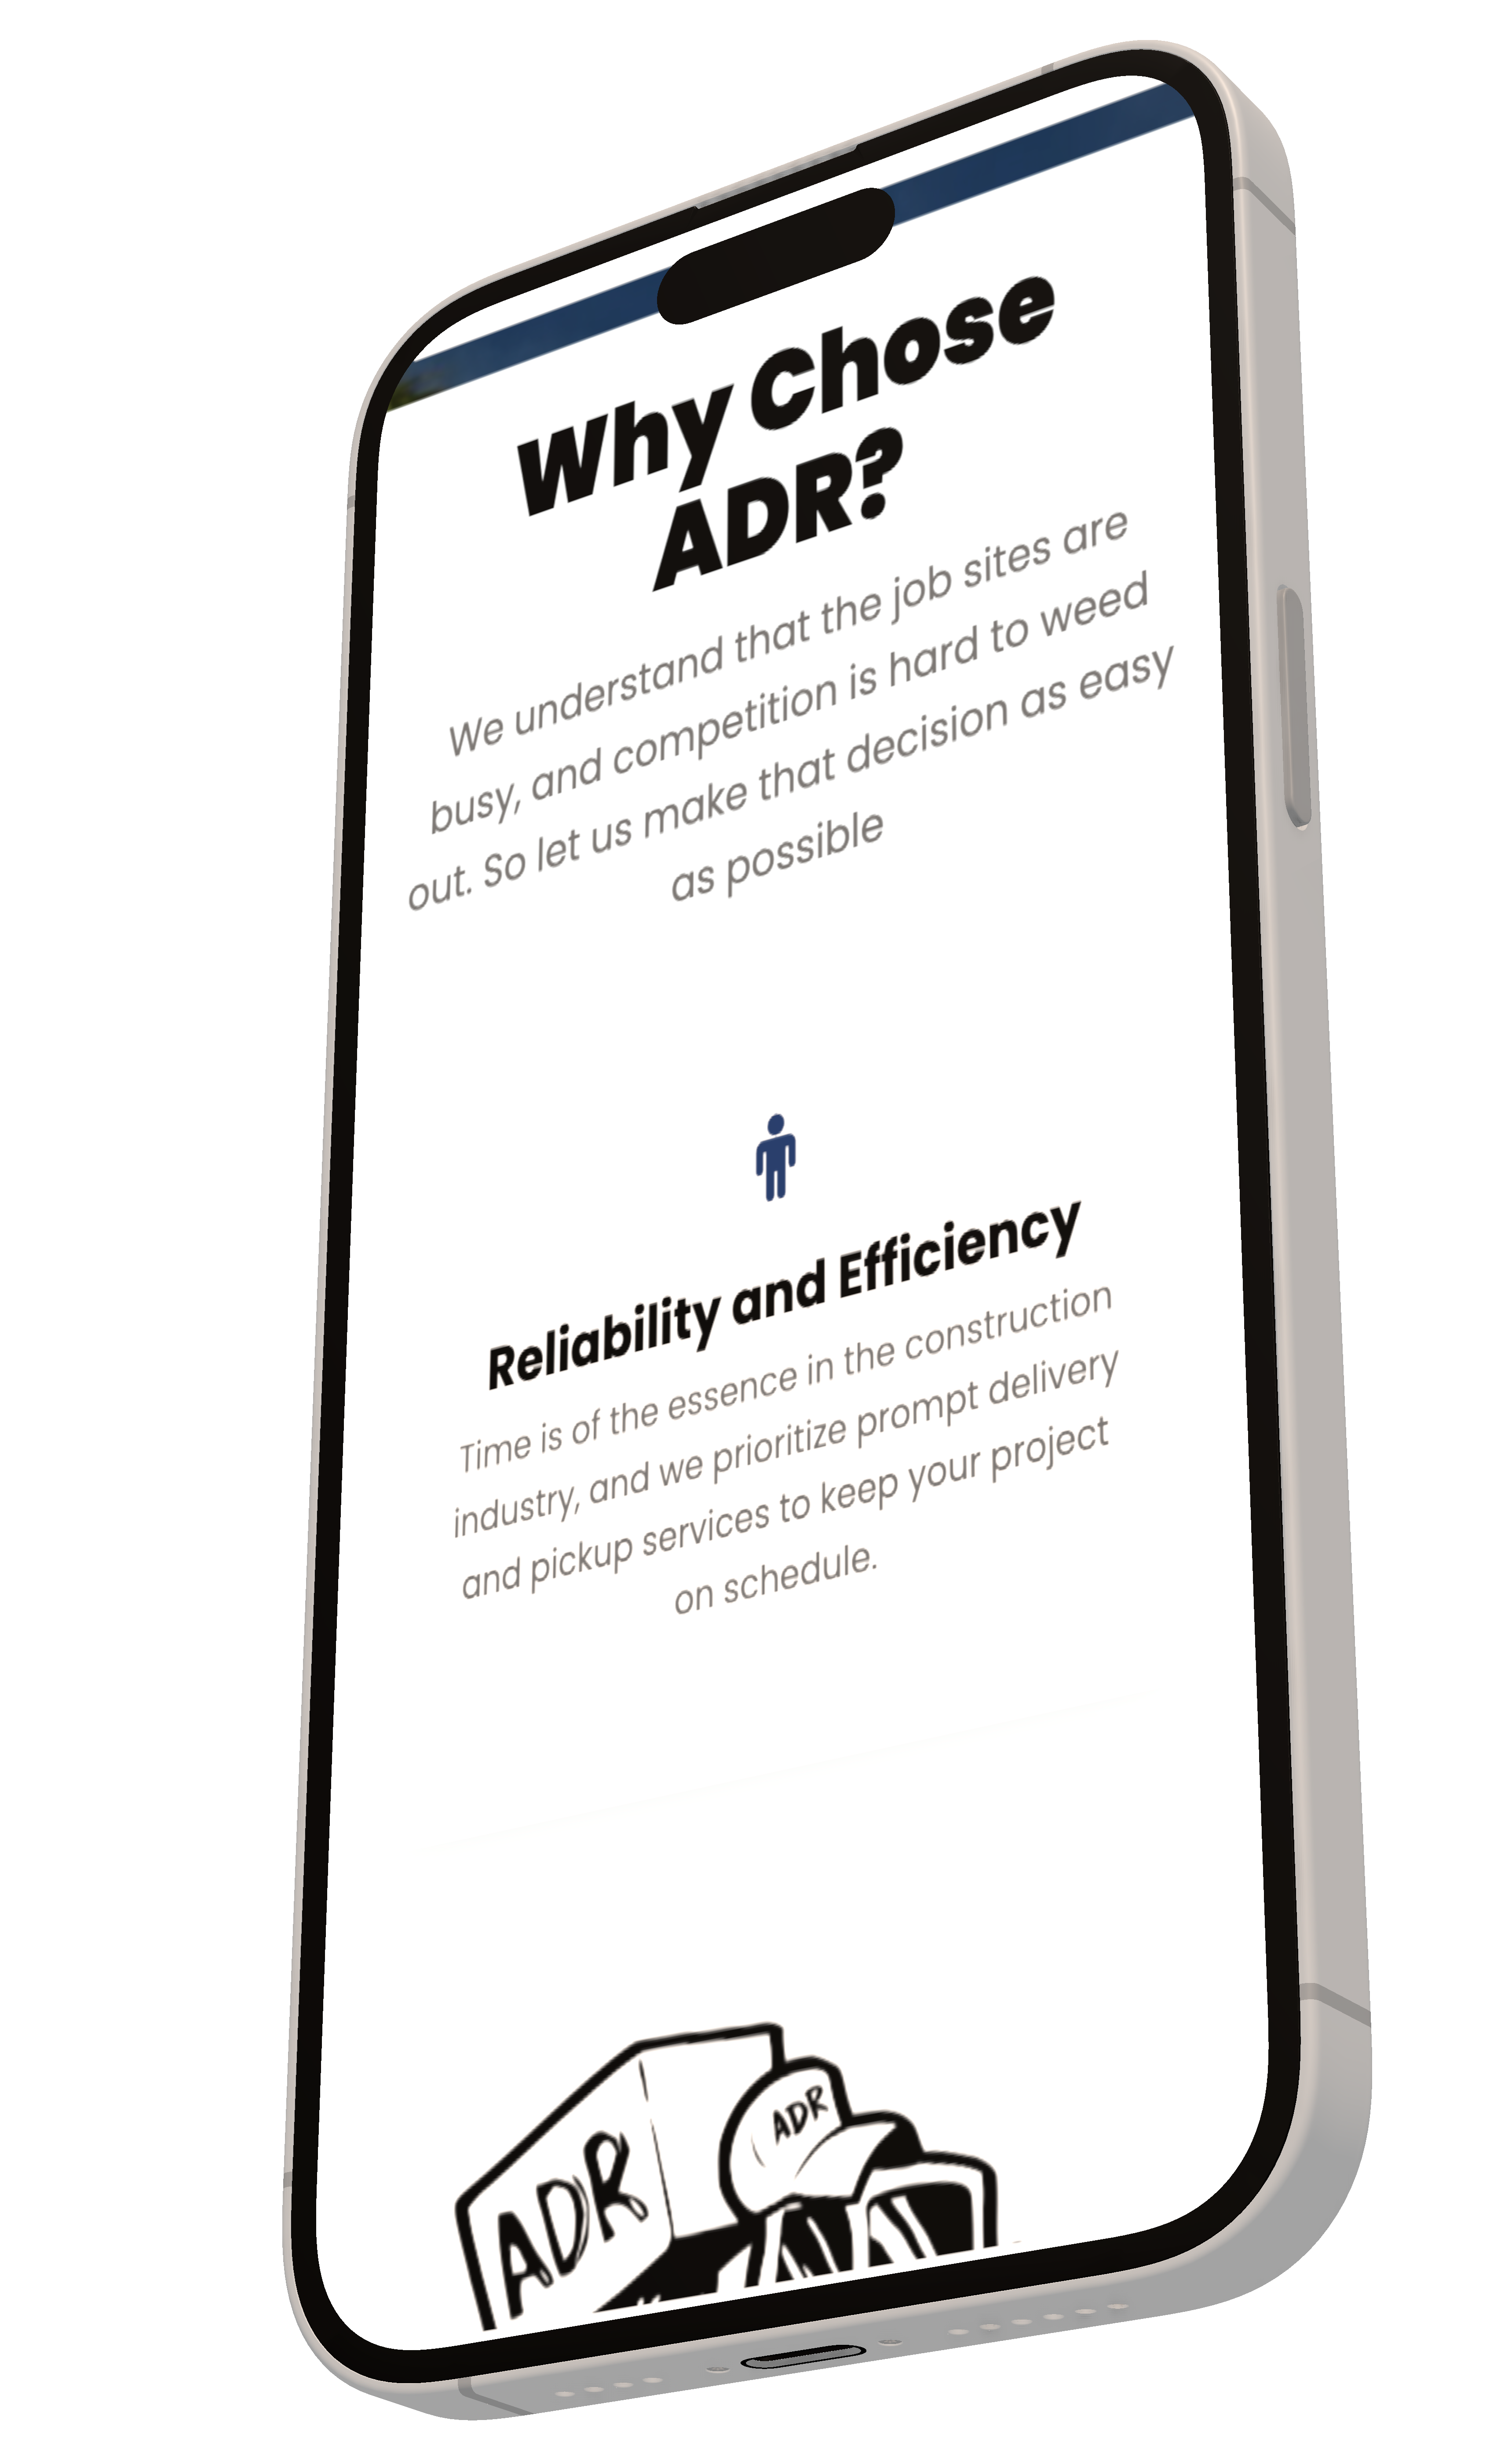 Why Chose
ADR?
We understand that the job sites are
busy, and competition is hard to weed
out. So let us make that decision as easy
as possible
Reliability and Efficiency
Time is of the essence in the construction
industry, and we prioritize prompt delivery
and pickup services to keep your project
on schedule.
ADR
ADR